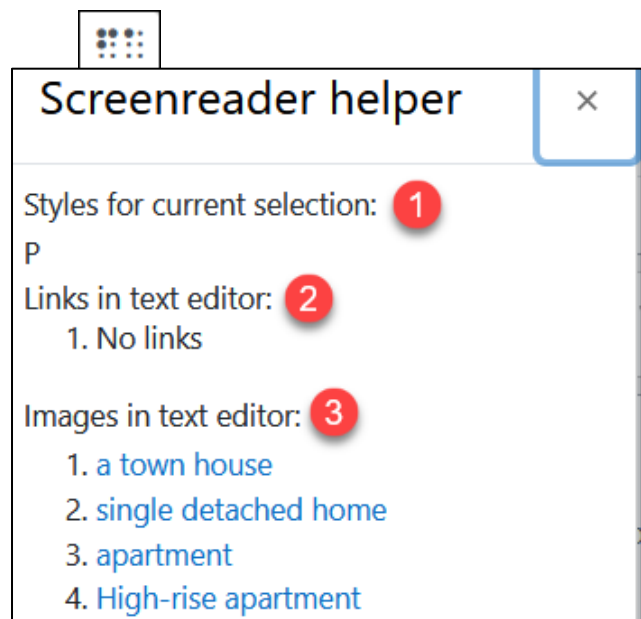 Screenreader helper ×
Styles for current selection: 1
P
Links in text editor: 2
1. No links
Images in text editor: 3
1. a town house
2. single detached home
3. apartment
4. High-rise apartment